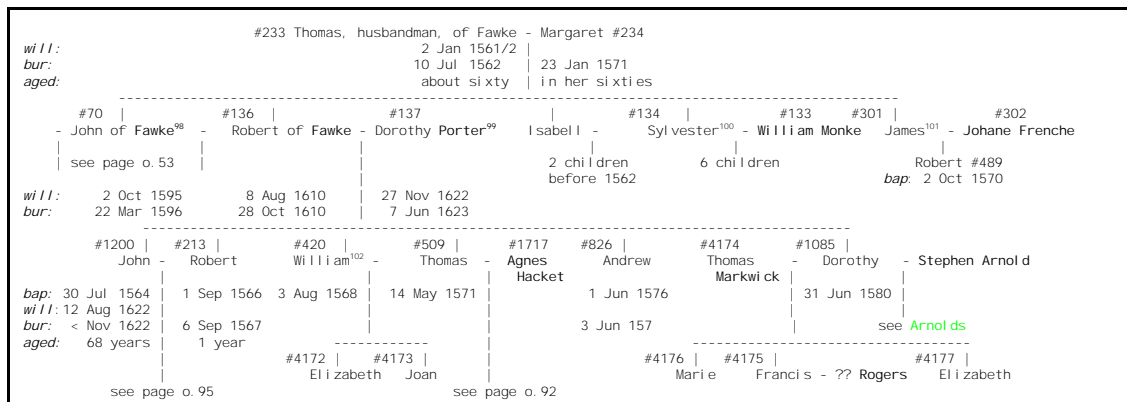 #233 Thomas, husbandman, of Fawke - Margaret #234
will: 2 Jan 1561/2 |
bur: 10 Jul 1562 | 23 Jan 1571
aged: about sixty | in her sixties
#70 | #136 | #137 | #134 | #133 #301 | #302
- John of Fawke98 - Robert of Fawke - Dorothy Porter99 Isabell - Sylvester100 - William Monke James101 - Johane Frenche
| | | | | |
| see page o.53 | | 2 children 6 children Robert #489
| before 1562 bap: 2 Oct 1570
will: 2 Oct 1595 8 Aug 1610 | 27 Nov 1622
bur: 22 Mar 1596 28 Oct 1610 | 7 Jun 1623
#1200 | #213 | #420 | #509 | #1717 #826 | #4174 #1085 |
John - Robert William102 - Thomas - Agnes Andrew Thomas - Dorothy - Stephen Arnold
| | | Hacket Markwick | |
bap: 30 Jul 1564 | 1 Sep 1566 3 Aug 1568 | 14 May 1571 | 1 Jun 1576 | 31 Jun 1580 |
will: 12 Aug 1622 | | | | |
bur: < Nov 1622 | 6 Sep 1567 | | 3 Jun 157 | see Arnolds
aged: 68 years | 1 year |
| #4172 | #4173 | | #4176 | #4175 | #4177 |
| Elizabeth Joan | Marie Francis - ?? Rogers Elizabeth
see page o.95 see page o.92